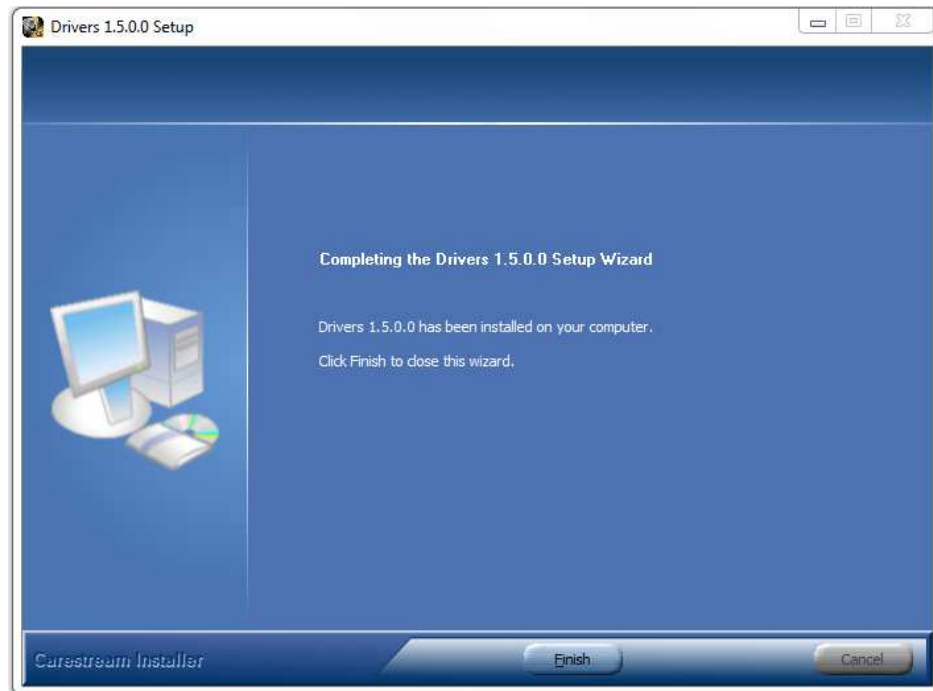 Drivers 1.5.0.0 Setup
Completing the Drivers 1.5.0.0 Setup Wizard
Drivers 1.5.0.0 has been installed on your computer.
Click Finish to close this wizard.
Carestream Installer
Finish
Cancel